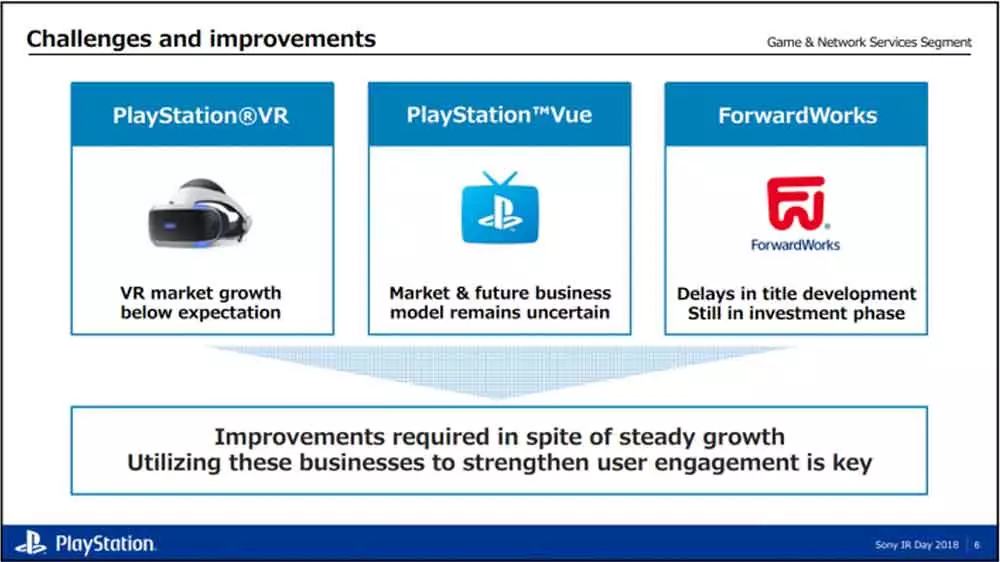 Challenges and improvements
Game & Network Services Segment
PlayStation®VR
VR market growth
below expectation
PlayStation™Vue
Market & future business
model remains uncertain
ForwardWorks
ForwardWorks
Delays in title development
Still in investment phase
Improvements required in spite of steady growth
Utilizing these businesses to strengthen user engagement is key
PlayStation.
Sony IR Day 2018 | 6